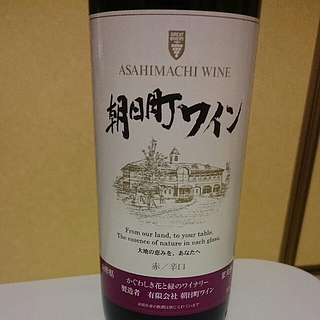 ASAHIMACHI WINE
朝日町ワイン
From our land, to your table.
The essence of nature in each glass.
大地の恵みを、あなたへ
赤／辛口
かぐわしき花と緑のワイナリー
製造者 有限会社 朝日町ワイン